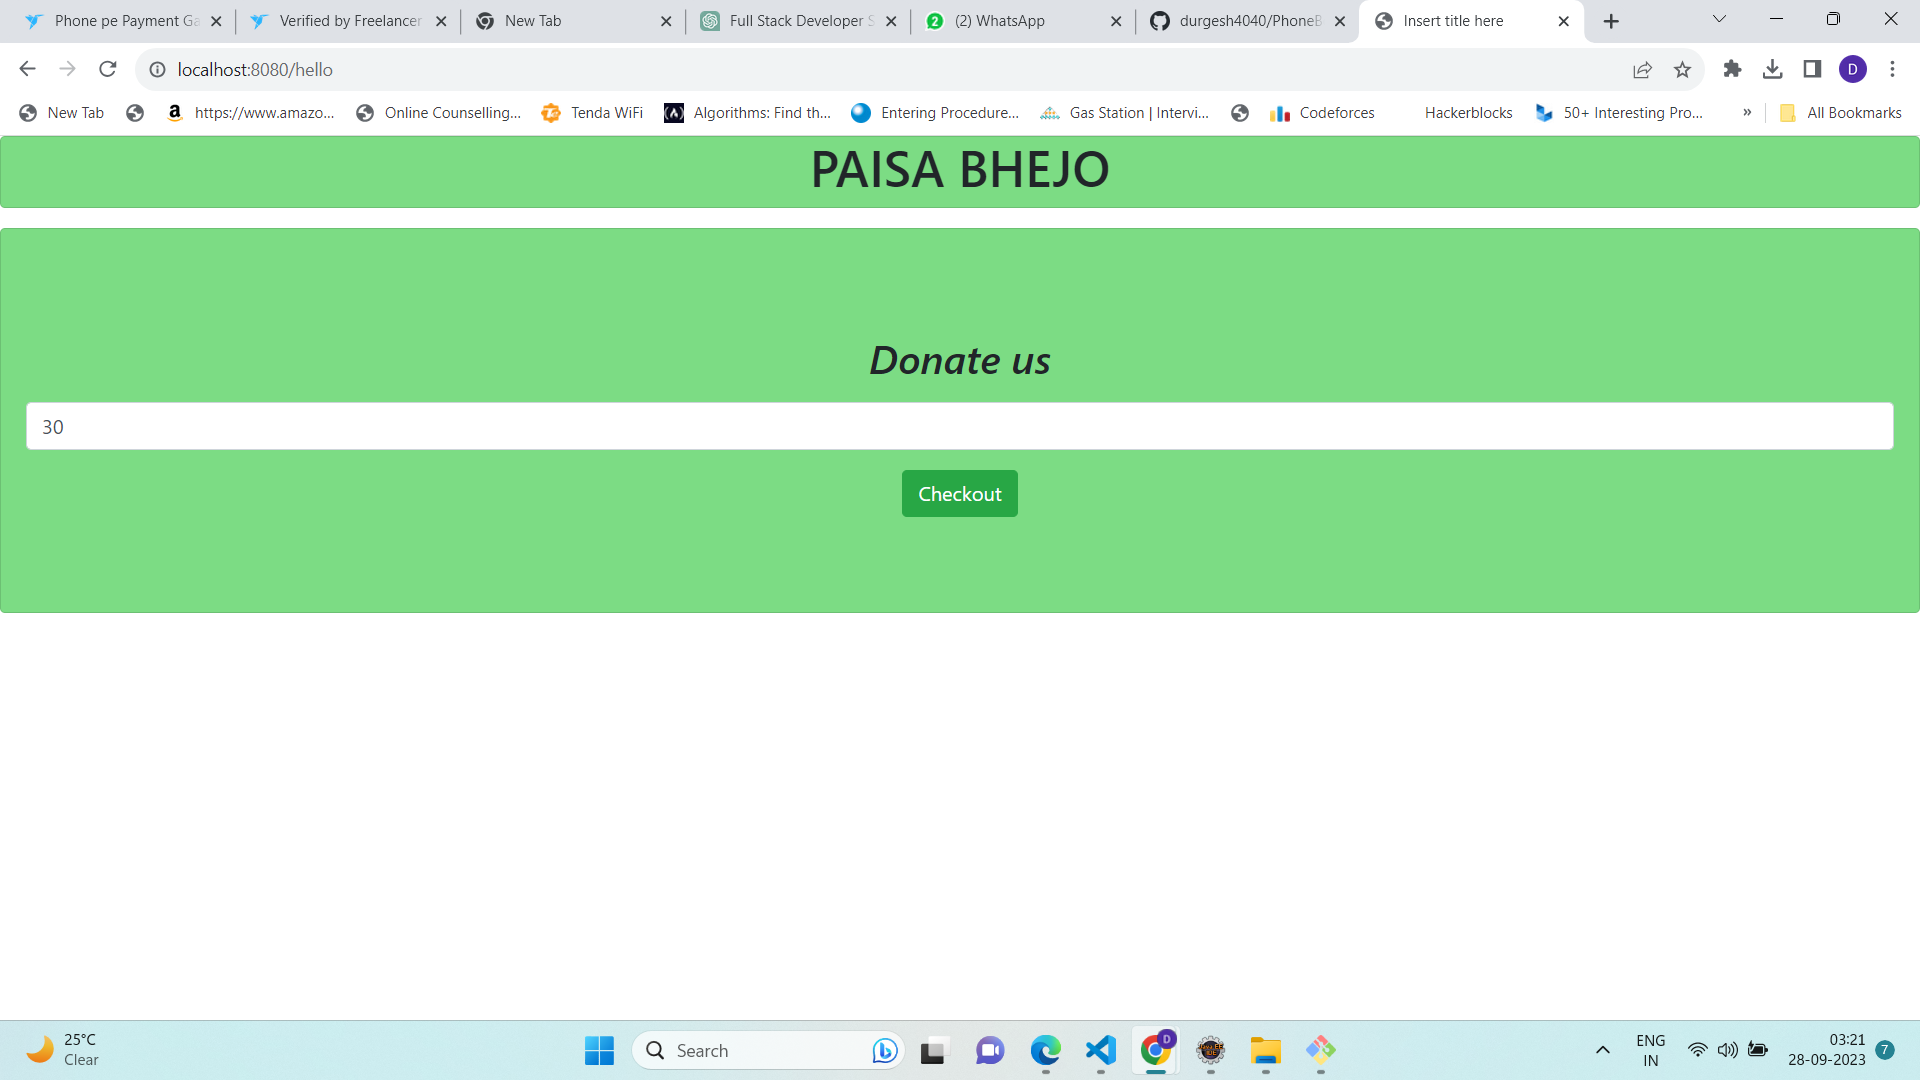 Phone pe Payment Ga
Verified by Freelancer
New Tab
Full Stack Developer S
2 (2) WhatsApp
durgesh4040/PhoneB
Insert title here
localhost:8080/hello
D
New Tab
https://www.amazo...
Online Counselling...
Tenda WiFi
Algorithms: Find th...
Entering Procedure...
Gas Station | Intervi...
Codeforces
Hackerblocks
50+ Interesting Pro...
»
All Bookmarks
PAISA BHEJO
Donate us
30
Checkout
25°C
Clear
Search
D
ENG
IN
03:21
28-09-2023
7